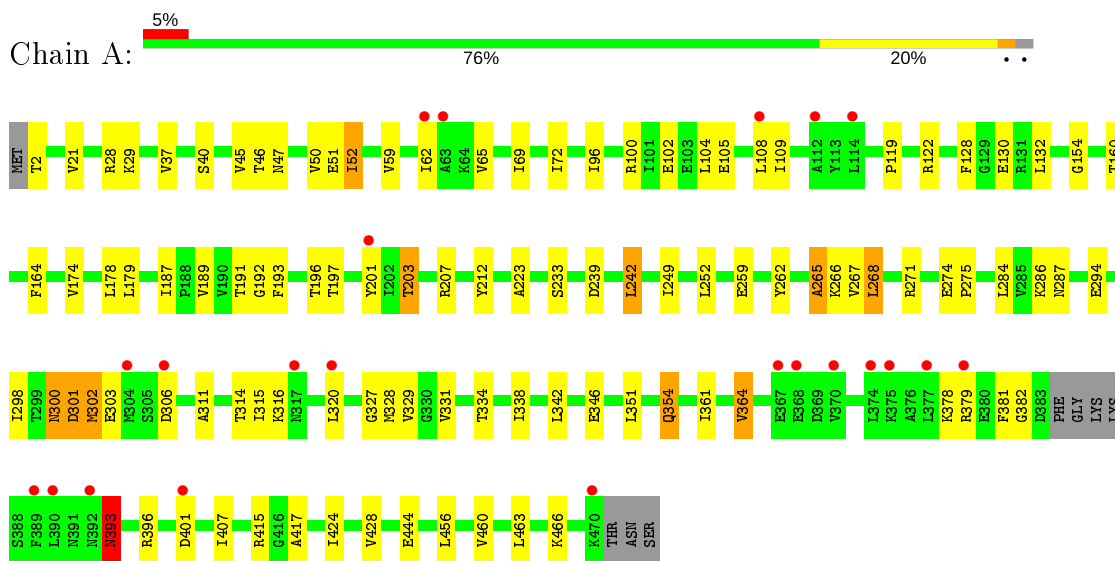 5%
Chain A:
76% 20% • •
MET T2 V21 R28 K29 V37 S40 V45 T46 N47 V50 E51 I52 V59 I62 A63 K64 V65 I69 I72 I96 R100 I101 E102 E103 L104 E105 L108 I109 A112 Y113 L114 P119 R122 F128 G129 E130 R131 L132 G154 T160
F164 V174 L178 L179 I187 P188 V189 V190 T191 G192 F193 T196 T197 Y201 I202 T203 R207 Y212 A223 S233 D239 L242 I249 L252 E259 Y262 A265 K266 V267 L268 R271 E274 P275 L284 V285 K286 N287 E294
I298 T299 N300 D301 M302 E303 M304 S305 D306 A311 T314 I315 K316 N317 L320 G327 M328 V329 G330 V331 T334 I338 L342 E346 L351 Q354 I361 V364 E367 E368 D369 V370 L374 K375 A376 L377 K378 R379 E380 F381 G382 D383 PHE GLY LYS LYS
S388 F389 L390 N391 N392 N393 R396 D401 I407 R415 G416 A417 I424 V428 E444 L456 V460 L463 K466 K470 THR ASN SER